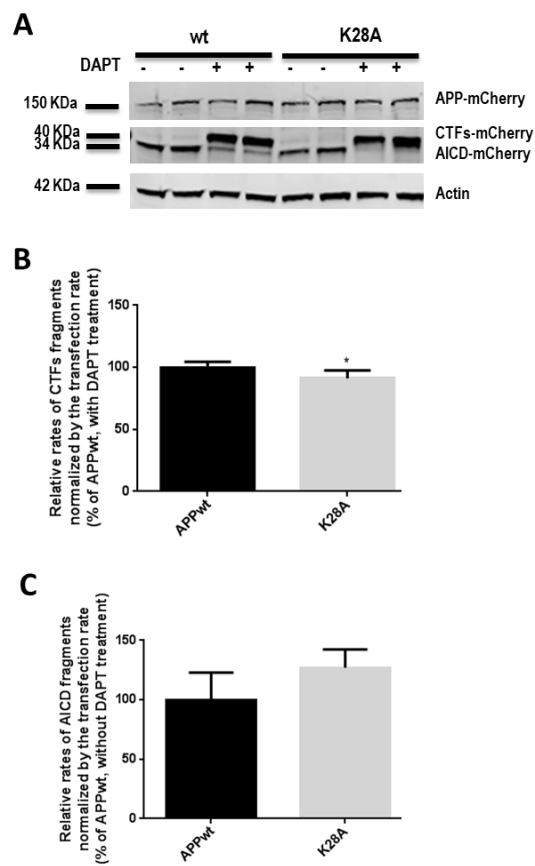 A
wt K28A
DAPT - - + + - - + +
150 KDa APP-mCherry
40 KDa CTFs-mCherry
34 KDa AICD-mCherry
42 KDa Actin
B
Relative rates of CTFs fragments
normalized by the transfection rate
(% of APPwt, with DAPT treatment)
150
100
50
0
*
APPwt K28A
C
Relative rates of AICD fragments
normalized by the transfection rate
(% of APPwt, without DAPT treatment)
150
100
50
0
APPwt K28A